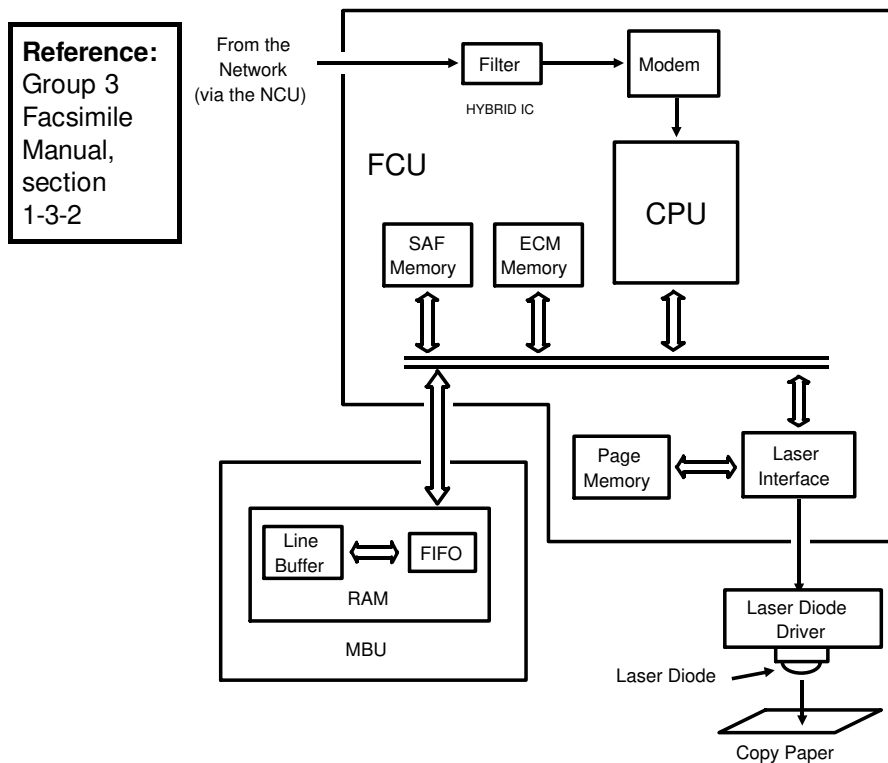 Reference:
Group 3
Facsimile
Manual,
section
1-3-2
From the
Network
(via the NCU)
Filter
HYBRID IC
Modem
FCU
CPU
SAF
Memory
ECM
Memory
Page
Memory
Laser
Interface
Line
Buffer
FIFO
RAM
MBU
Laser Diode
Driver
Laser Diode
Copy Paper